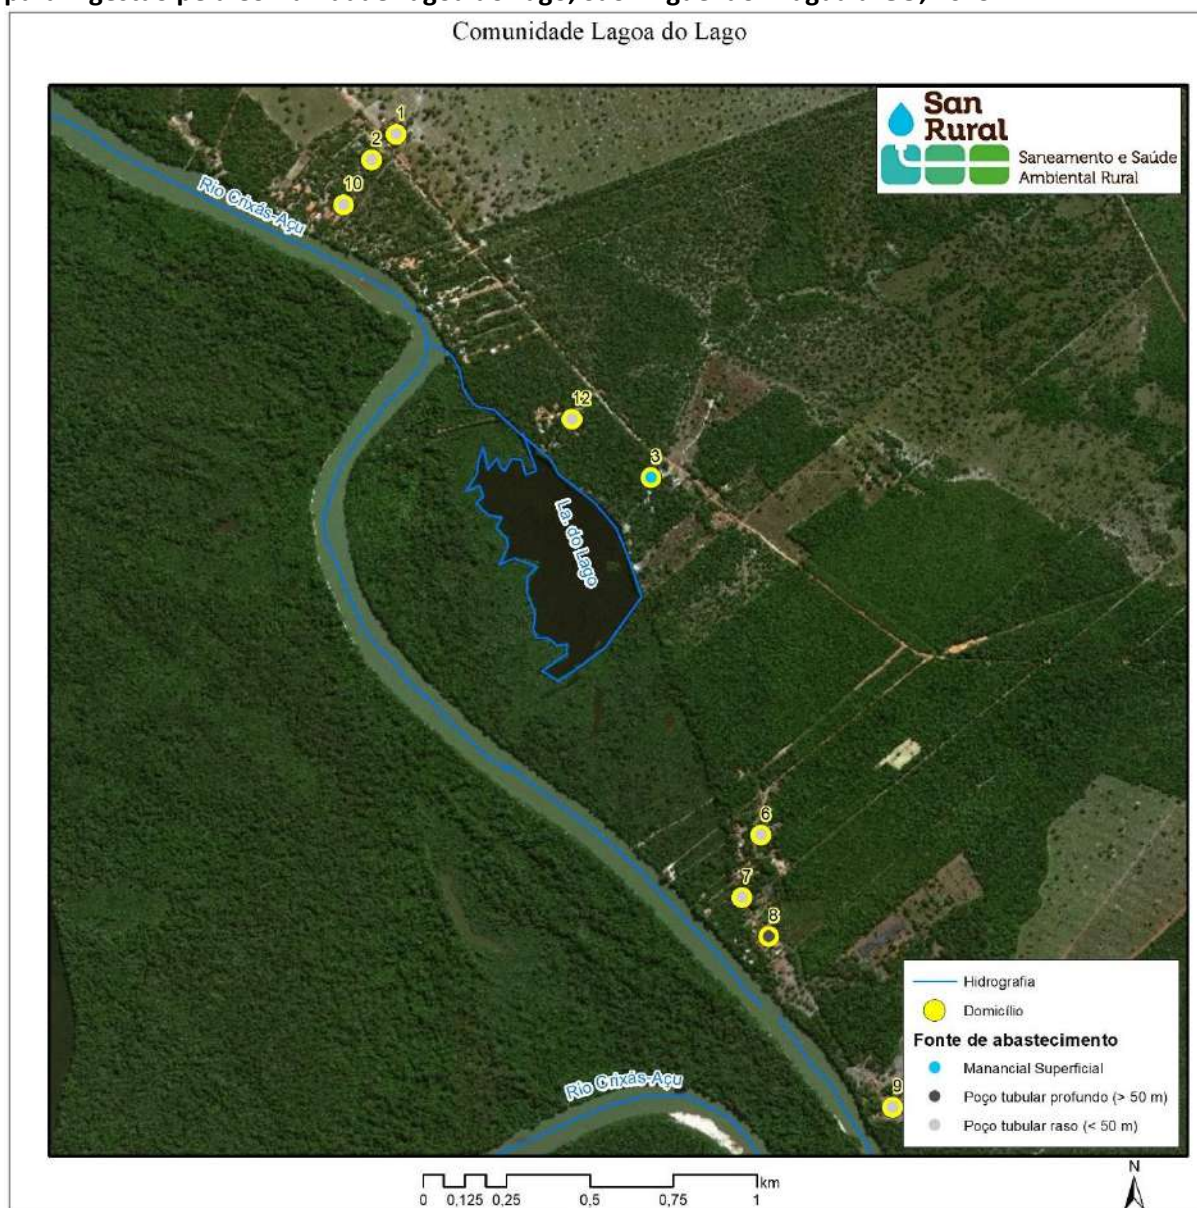 Comunidade Lagoa do Lago
San
Rural
Saneamento e Saúde
Ambiental Rural
1
2
10
Rio Crixás-Açu
12
3
La. do Lago
6
7
8
9
Rio Crixás-Açu
Hidrografia
Domicílio
Fonte de abastecimento
Manancial Superficial
Poço tubular profundo (> 50 m)
Poço tubular raso (< 50 m)
N
km
0 0,125 0,25 0,5 0,75 1